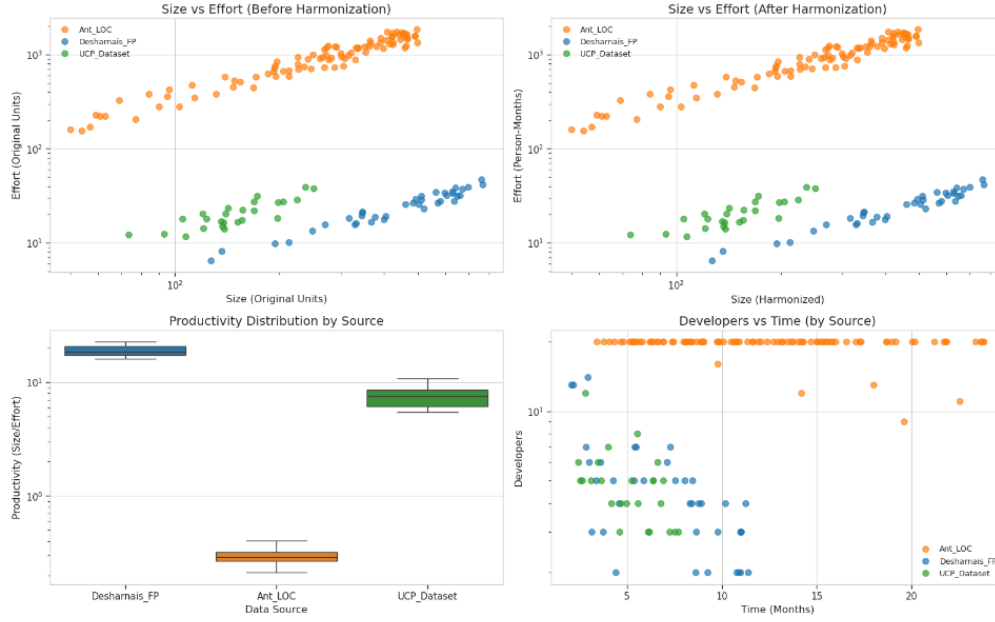 Size vs Effort (Before Harmonization)
Ant_LOC
Desharnais_FP
UCP_Dataset
Effort (Original Units)
10³
10²
10¹
10²
Size (Original Units)
Size vs Effort (After Harmonization)
Ant_LOC
Desharnais_FP
UCP_Dataset
Effort (Person-Months)
10³
10²
10¹
10²
Size (Harmonized)
Productivity Distribution by Source
Productivity (Size/Effort)
10¹
10⁰
Desharnais_FP
Ant_LOC
UCP_Dataset
Data Source
Developers vs Time (by Source)
Developers
10¹
Ant_LOC
Desharnais_FP
UCP_Dataset
5
10
15
20
Time (Months)